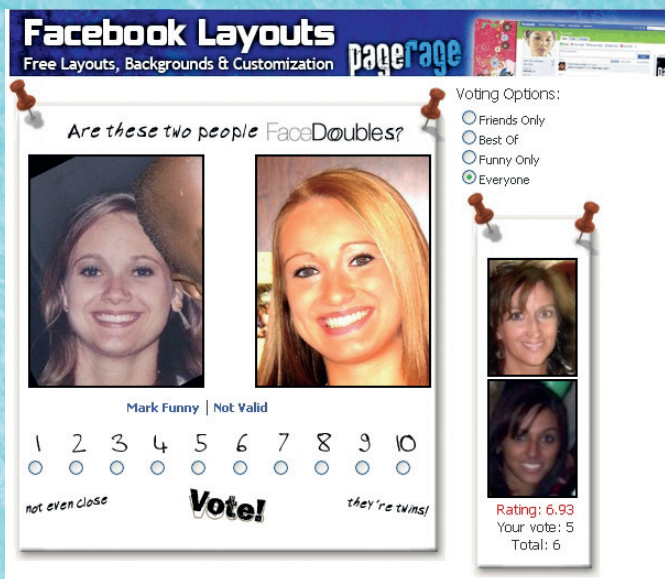 Facebook Layouts
Free Layouts, Backgrounds & Customization
pagerage
Voting Options:
Friends Only
Best Of
Funny Only
Everyone
Are these two people FaceDoubles?
Mark Funny | Not Valid
1 2 3 4 5 6 7 8 9 10
not even close
Vote!
they're twins!
Rating: 6.93
Your vote: 5
Total: 6